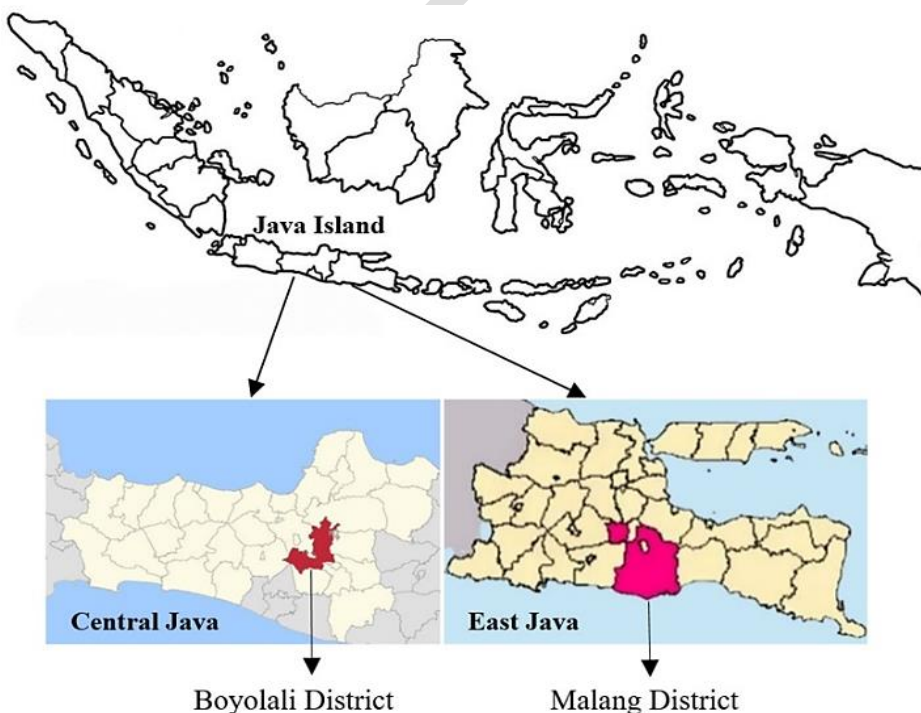 Java Island
Central Java
East Java
Boyolali District
Malang District